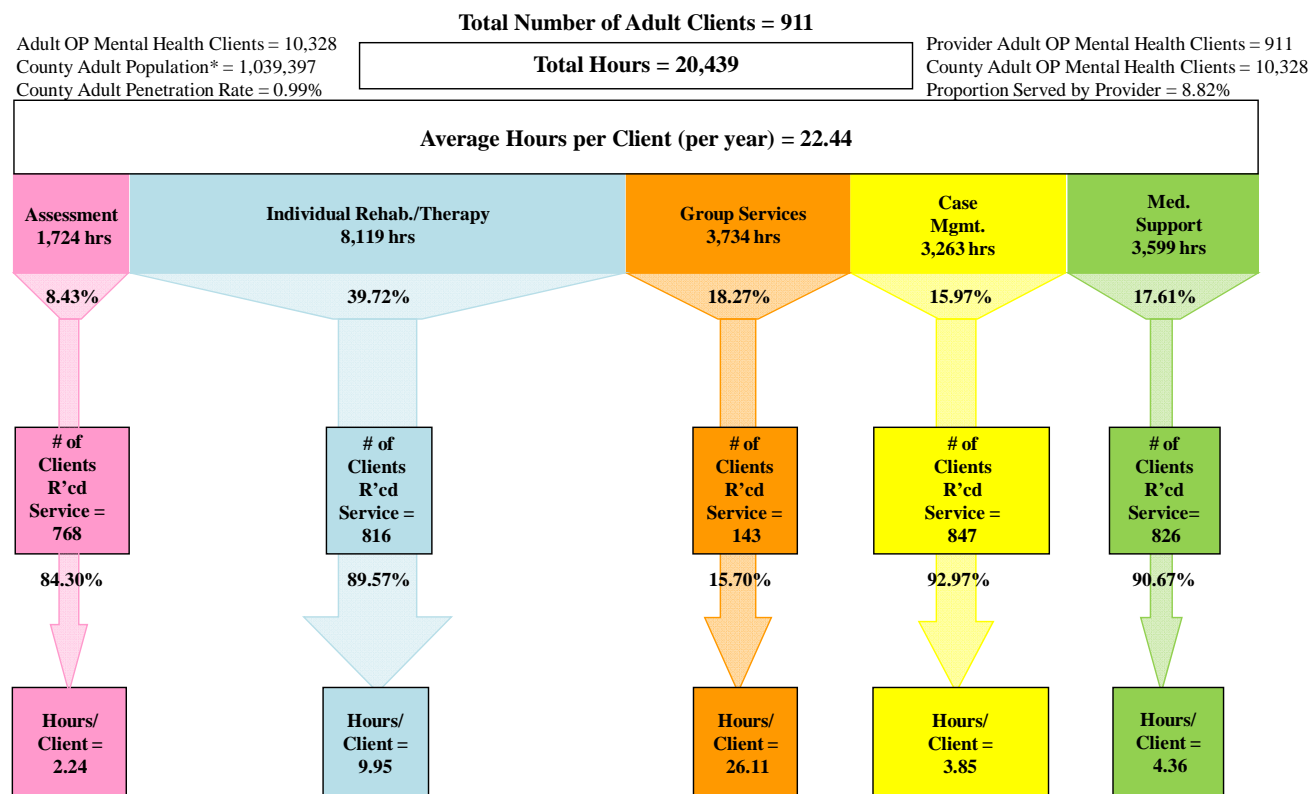 Total Number of Adult Clients = 911
Adult OP Mental Health Clients = 10,328
County Adult Population* = 1,039,397
County Adult Penetration Rate = 0.99%
Total Hours = 20,439
Provider Adult OP Mental Health Clients = 911
County Adult OP Mental Health Clients = 10,328
Proportion Served by Provider = 8.82%
Average Hours per Client (per year) = 22.44
Assessment
1,724 hrs
Individual Rehab./Therapy
8,119 hrs
Group Services
3,734 hrs
Case
Mgmt.
3,263 hrs
Med.
Support
3,599 hrs
8.43%
39.72%
18.27%
15.97%
17.61%
# of
Clients
R’cd
Service =
768
# of
Clients
R’cd
Service =
816
# of
Clients
R’cd
Service =
143
# of
Clients
R’cd
Service =
847
# of
Clients
R’cd
Service=
826
84.30%
89.57%
15.70%
92.97%
90.67%
Hours/
Client =
2.24
Hours/
Client =
9.95
Hours/
Client =
26.11
Hours/
Client =
3.85
Hours/
Client =
4.36